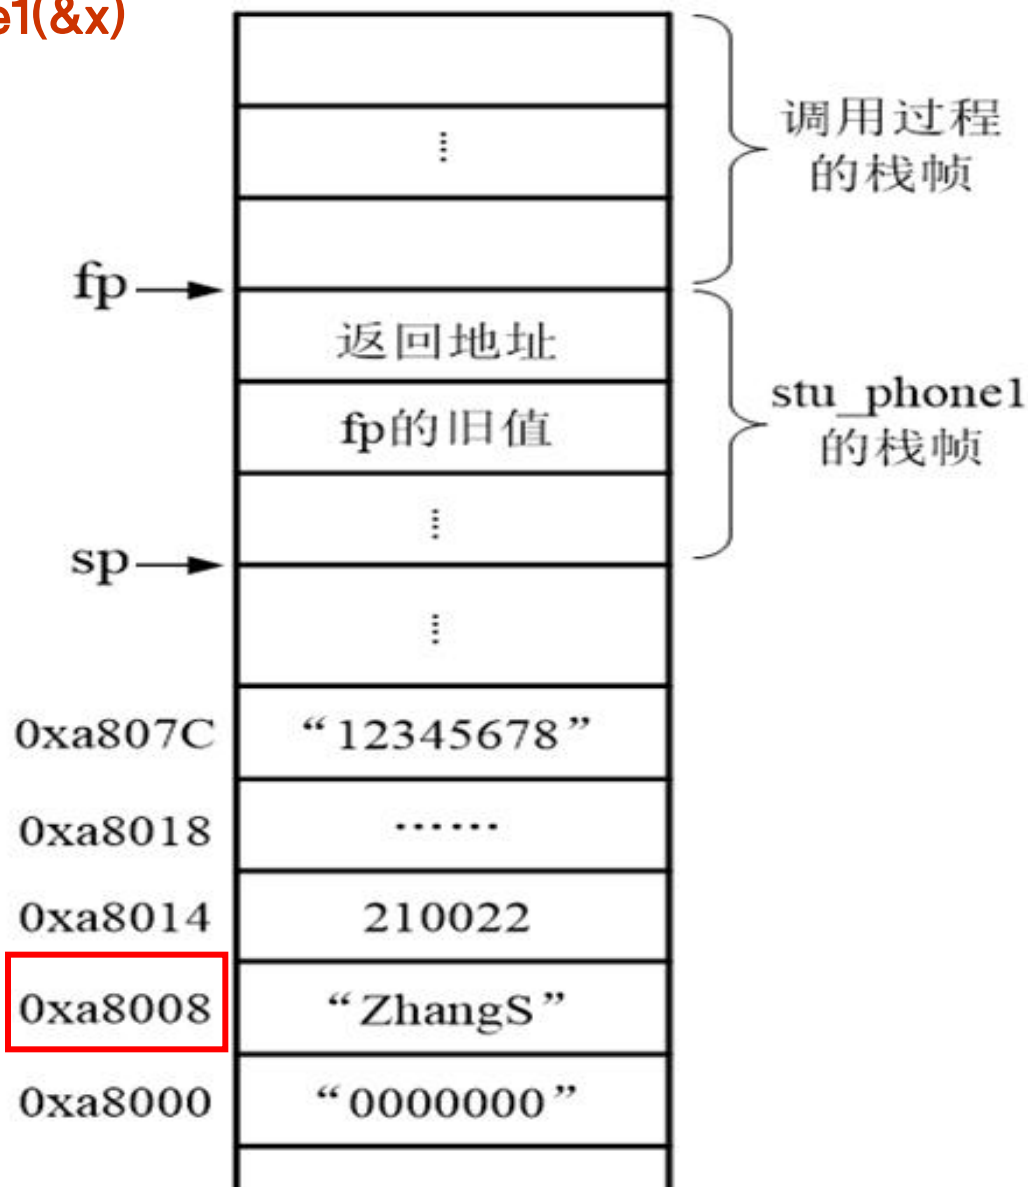 e1(&x)
调用过程
的栈帧
fp
返回地址
stu_phone1
的栈帧
fp的旧值
sp
0xa807C “12345678”
0xa8018 ······
0xa8014 210022
0xa8008 “ZhangS”
0xa8000 “0000000”